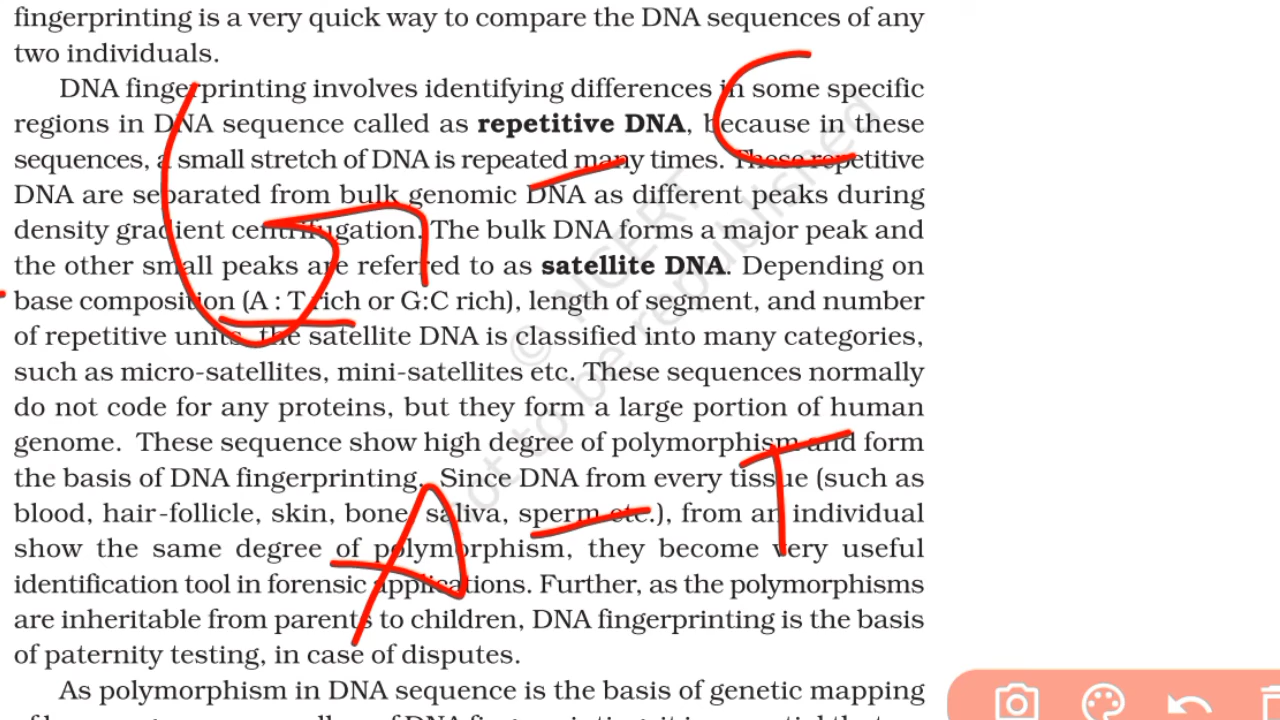 fingerprinting is a very quick way to compare the DNA sequences of any
two individuals.
DNA fingerprinting involves identifying differences in some specific
regions in DNA sequence called as repetitive DNA, because in these
sequences, a small stretch of DNA is repeated many times. These repetitive
DNA are separated from bulk genomic DNA as different peaks during
density gradient centrifugation. The bulk DNA forms a major peak and
the other small peaks are referred to as satellite DNA. Depending on
base composition (A : T rich or G:C rich), length of segment, and number
of repetitive units, the satellite DNA is classified into many categories,
such as micro-satellites, mini-satellites etc. These sequences normally
do not code for any proteins, but they form a large portion of human
genome. These sequence show high degree of polymorphism and form
the basis of DNA fingerprinting. Since DNA from every tissue (such as
blood, hair-follicle, skin, bone, saliva, sperm etc.), from an individual
show the same degree of polymorphism, they become very useful
identification tool in forensic applications. Further, as the polymorphisms
are inheritable from parents to children, DNA fingerprinting is the basis
of paternity testing, in case of disputes.
As polymorphism in DNA sequence is the basis of genetic mapping
G — C
A — T
© NCERT
not to be republished